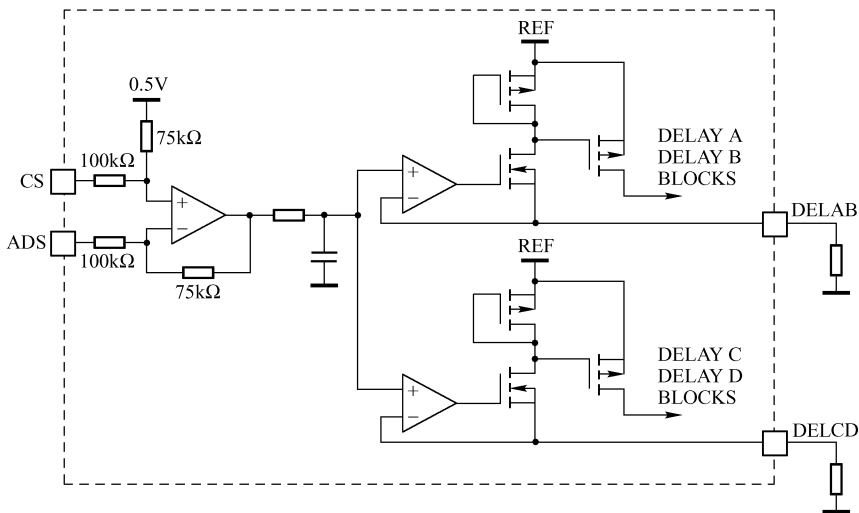 REF
0.5V
75kΩ
100kΩ
CS
ADS
100kΩ
75kΩ
+
−
+
−
DELAY A
DELAY B
BLOCKS
DELAB
REF
+
−
DELAY C
DELAY D
BLOCKS
DELCD